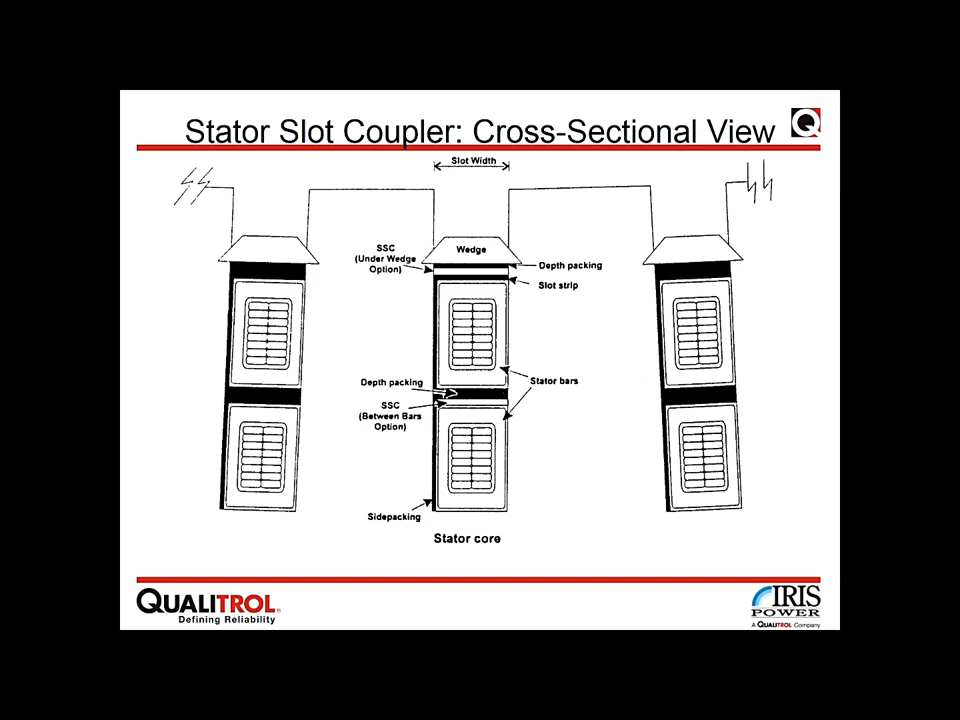 Stator Slot Coupler: Cross-Sectional View
Q
Slot Width
SSC
(Under Wedge
Option)
Wedge
Depth packing
Slot strip
Depth packing
Stator bars
SSC
(Between Bars
Option)
Sidepacking
Stator core
QUALITROL
Defining Reliability
IRIS
POWER
A QUALITROL Company